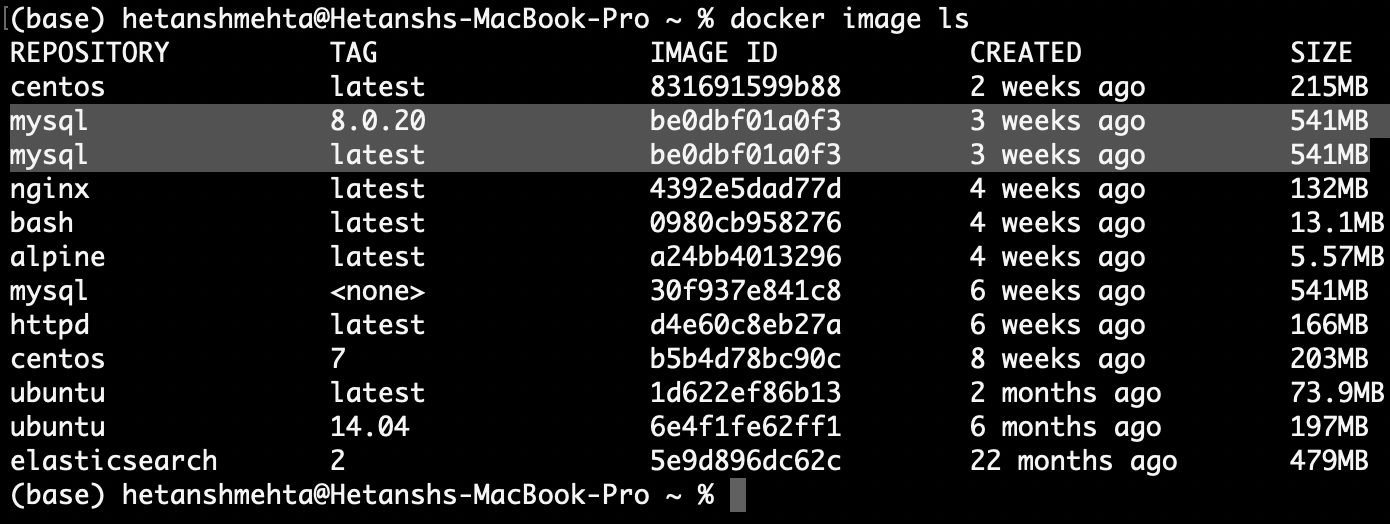 (base) hetanshmehta@Hetanshs-MacBook-Pro ~ % docker image ls
REPOSITORY TAG IMAGE ID CREATED SIZE
centos latest 831691599b88 2 weeks ago 215MB
mysql 8.0.20 be0dbf01a0f3 3 weeks ago 541MB
mysql latest be0dbf01a0f3 3 weeks ago 541MB
nginx latest 4392e5dad77d 4 weeks ago 132MB
bash latest 0980cb958276 4 weeks ago 13.1MB
alpine latest a24bb4013296 4 weeks ago 5.57MB
mysql <none> 30f937e841c8 6 weeks ago 541MB
httpd latest d4e60c8eb27a 6 weeks ago 166MB
centos 7 b5b4d78bc90c 8 weeks ago 203MB
ubuntu latest 1d622ef86b13 2 months ago 73.9MB
ubuntu 14.04 6e4f1fe62ff1 6 months ago 197MB
elasticsearch 2 5e9d896dc62c 22 months ago 479MB
(base) hetanshmehta@Hetanshs-MacBook-Pro ~ %